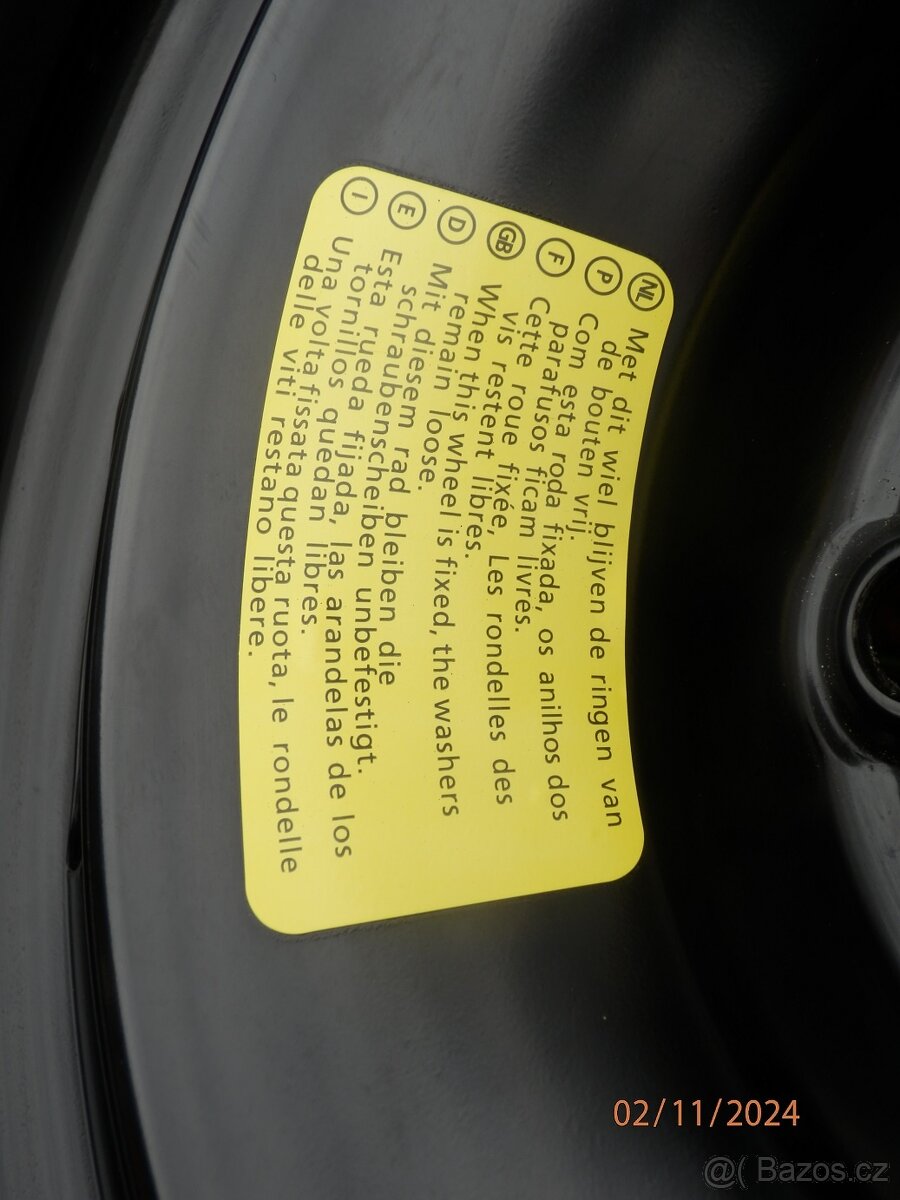 NL Met dit wiel blijven de ringen van
de bouten vrij.
P Com esta roda fixada, os anilhos dos
parafusos ficam livres.
F Cette roue fixée, Les rondelles des
vis restent libres.
GB When this wheel is fixed, the washers
remain loose.
D Mit diesem rad bleiben die
schraubenscheiben unbefestigt.
E Esta rueda fijada, las arandelas de los
tornillos quedan libres.
I Una volta fissata questa ruota, le rondelle
delle viti restano libere.
02/11/2024
@( Bazos.cz